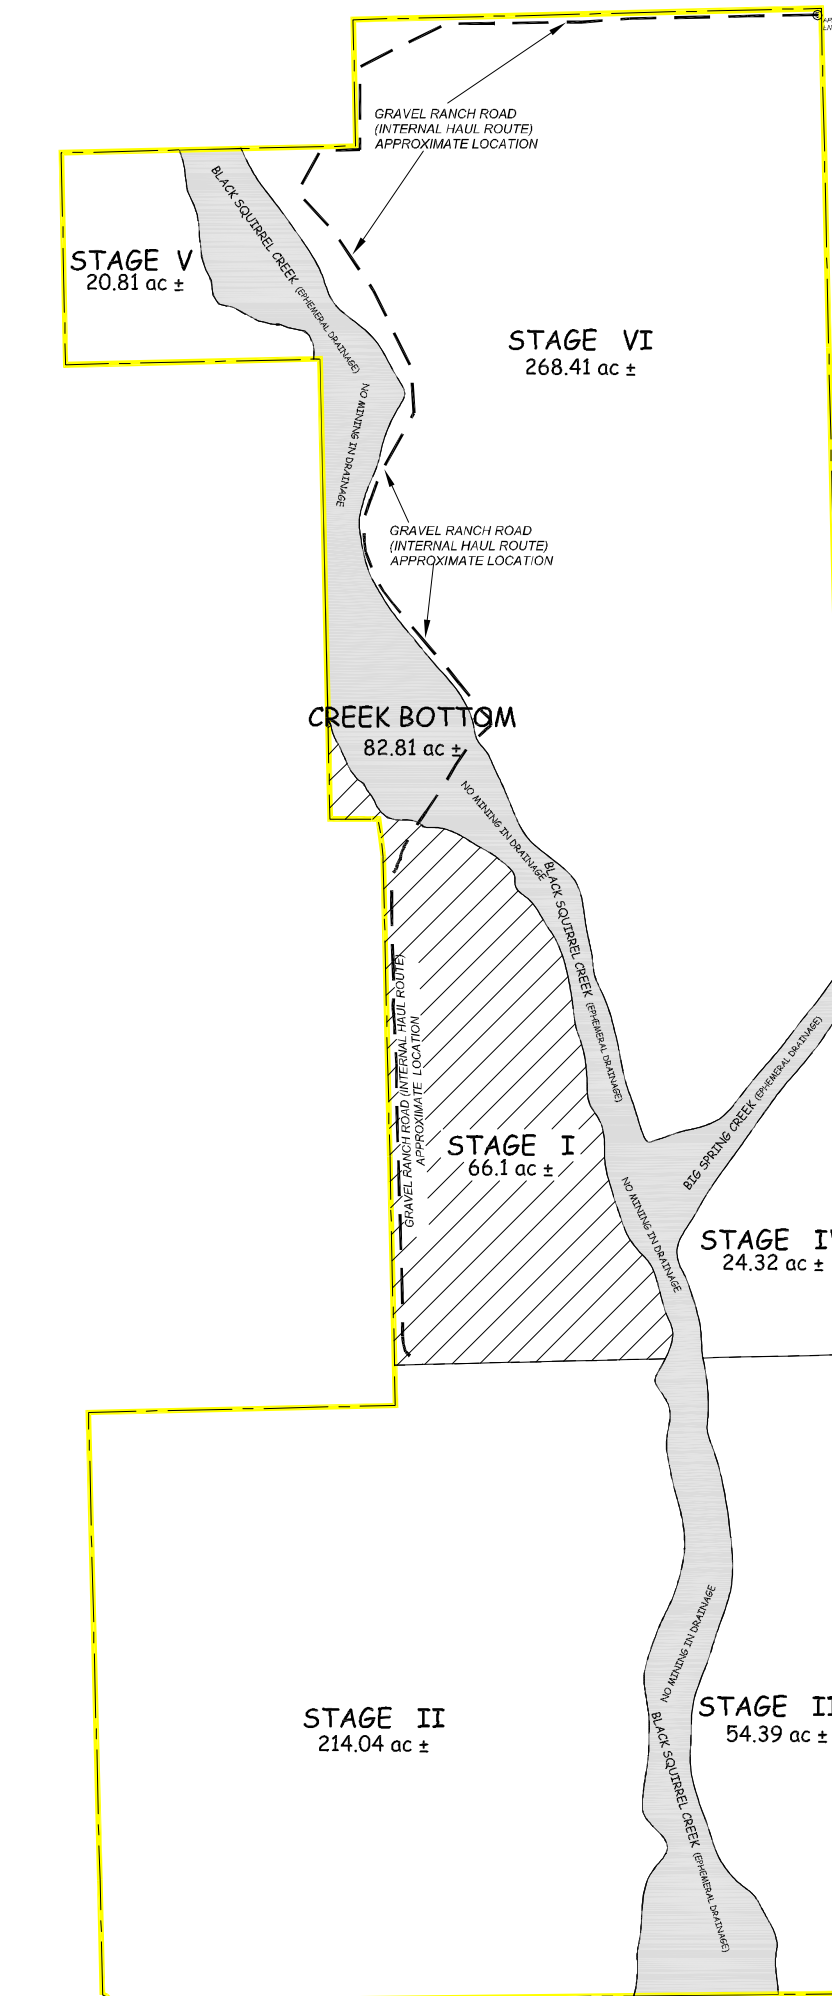 GRAVEL RANCH ROAD
(INTERNAL HAUL ROUTE)
APPROXIMATE LOCATION
BLACK SQUIRREL CREEK (EPHEMERAL DRAINAGE)
STAGE V
20.81 ac ±
STAGE VI
268.41 ac ±
NO MINING IN DRAINAGE
GRAVEL RANCH ROAD
(INTERNAL HAUL ROUTE)
APPROXIMATE LOCATION
CREEK BOTTOM
82.81 ac ±
NO MINING IN DRAINAGE
BLACK SQUIRREL CREEK (EPHEMERAL DRAINAGE)
GRAVEL RANCH ROAD (INTERNAL HAUL ROUTE)
APPROXIMATE LOCATION
BIG SPRING CREEK (EPHEMERAL DRAINAGE)
STAGE I
66.1 ac ±
NO MINING IN DRAINAGE
STAGE
24.32 ac ±
NO MINING IN DRAINAGE
STAGE II
214.04 ac ±
STAGE
54.39 ac ±
BLACK SQUIRREL CREEK (EPHEMERAL DRAINAGE)